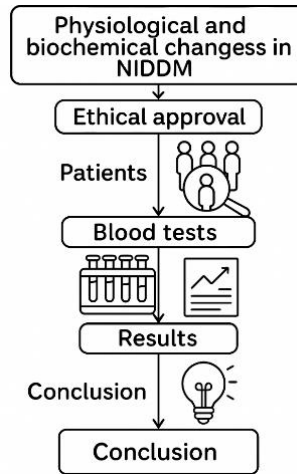 Physiological and
biochemical changess in
NIDDM
Ethical approval
Patients
Blood tests
Results
Conclusion
Conclusion